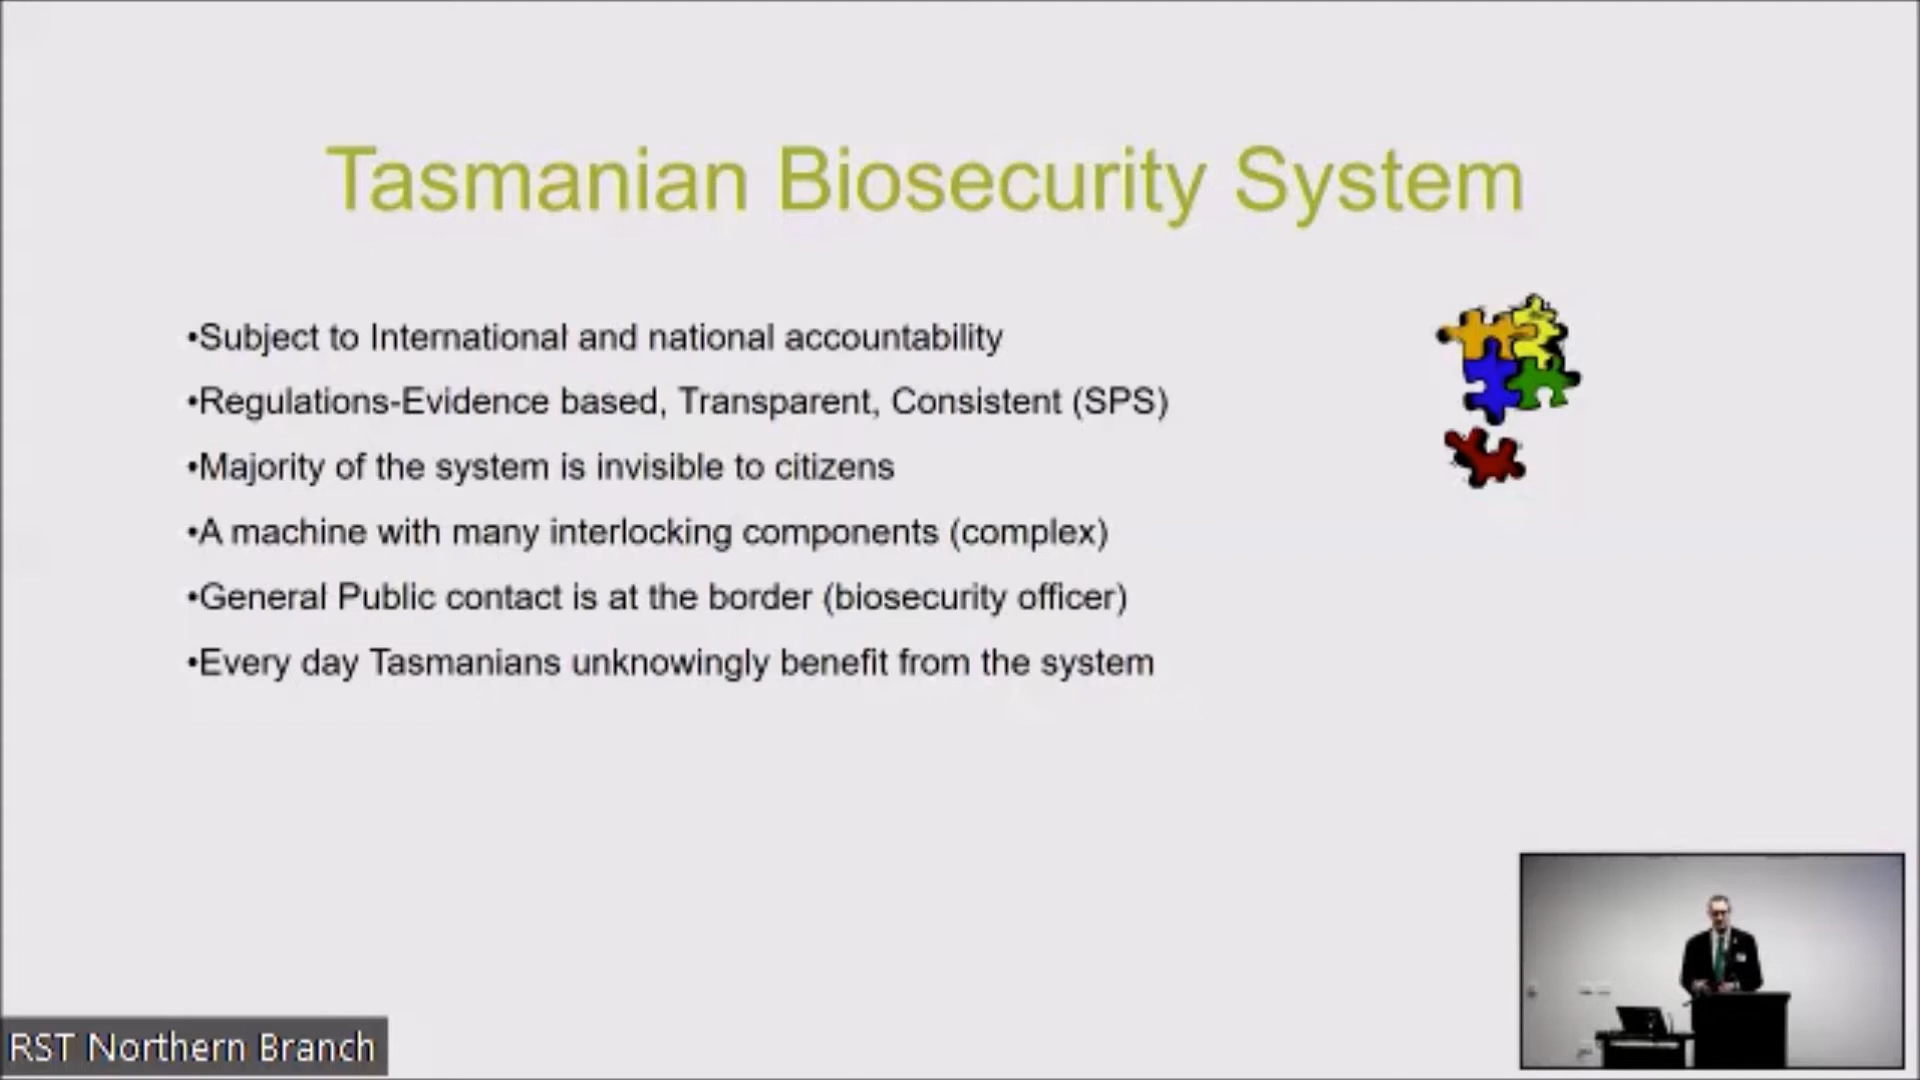 Tasmanian Biosecurity System
•Subject to International and national accountability
•Regulations-Evidence based, Transparent, Consistent (SPS)
•Majority of the system is invisible to citizens
•A machine with many interlocking components (complex)
•General Public contact is at the border (biosecurity officer)
•Every day Tasmanians unknowingly benefit from the system
RST Northern Branch